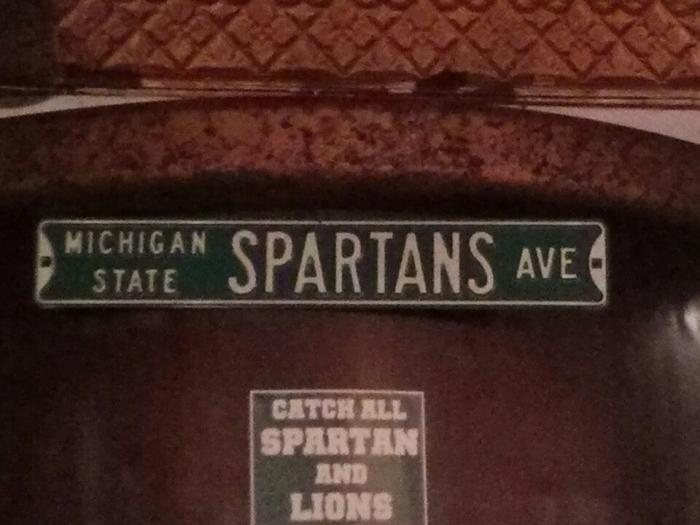 MICHIGAN STATE SPARTANS AVE
CATCH ALL
SPARTAN
AND
LIONS